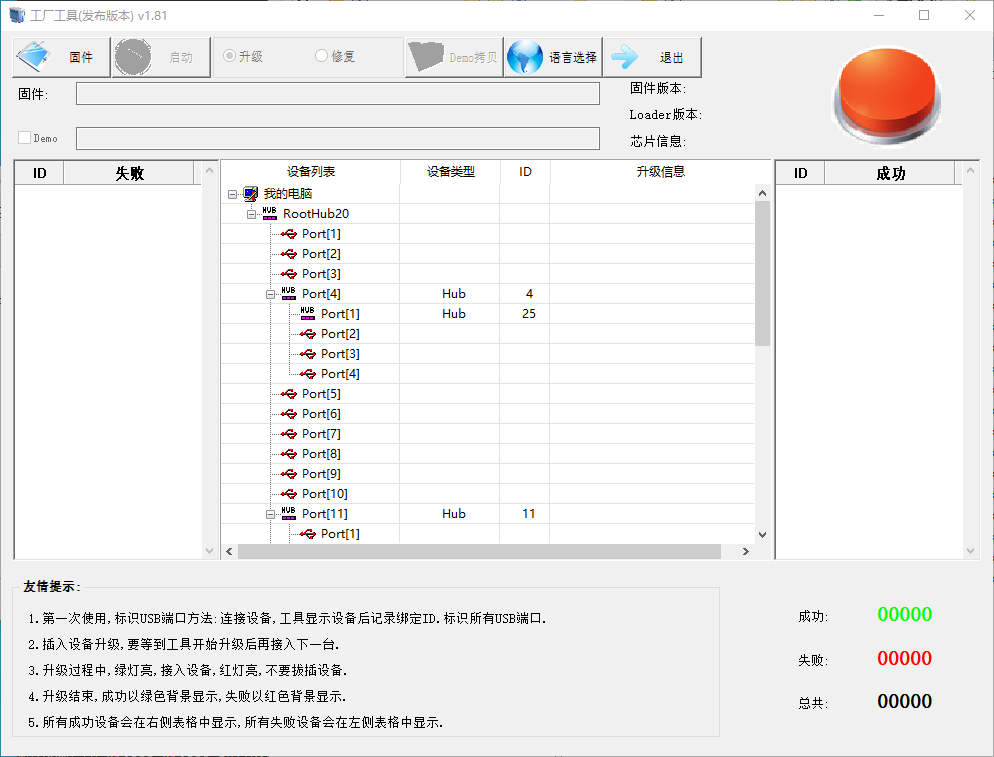 工厂工具(发布版本) v1.81
固件 启动 升级 修复 Demo拷贝 语言选择 退出
固件:
固件版本:
Loader版本:
Demo
芯片信息:
ID 失败
设备列表 设备类型 ID 升级信息
ID 成功
我的电脑
HUB RootHub20
Port[1]
Port[2]
Port[3]
HUB Port[4] Hub 4
HUB Port[1] Hub 25
Port[2]
Port[3]
Port[4]
Port[5]
Port[6]
Port[7]
Port[8]
Port[9]
Port[10]
HUB Port[11] Hub 11
Port[1]
友情提示:
1.第一次使用,标识USB端口方法:连接设备,工具显示设备后记录绑定ID.标识所有USB端口.
2.插入设备升级,要等到工具开始升级后再接入下一台.
3.升级过程中,绿灯亮,接入设备,红灯亮,不要拔插设备.
4.升级结束,成功以绿色背景显示,失败以红色背景显示.
5.所有成功设备会在右侧表格中显示,所有失败设备会在左侧表格中显示.
成功: 00000
失败: 00000
总共: 00000